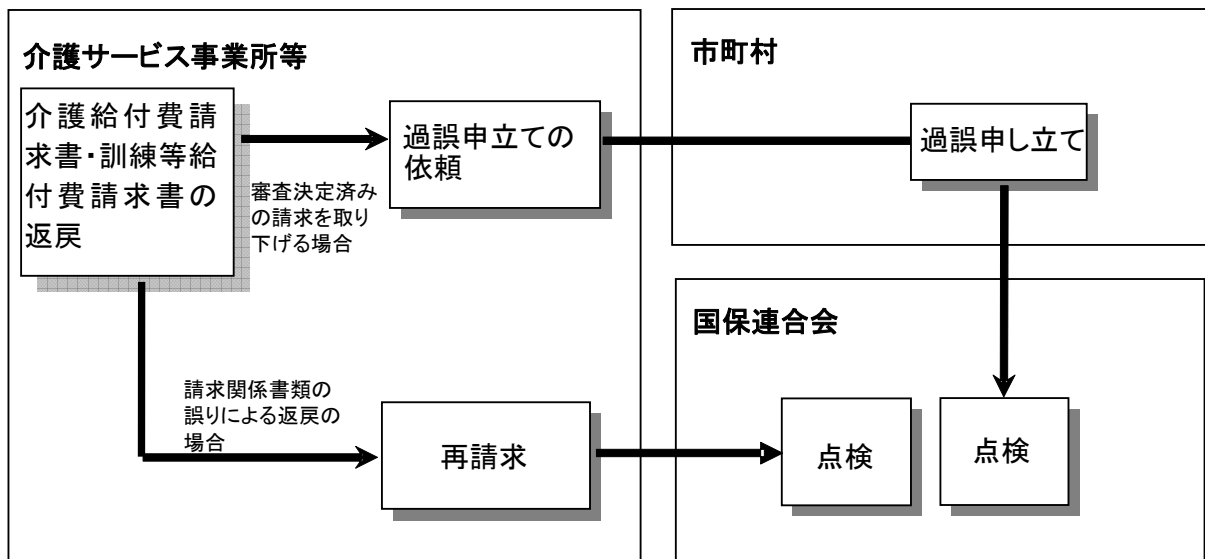 介護サービス事業所等
介護給付費請
求書・訓練等給
付費請求書の
返戻
過誤申立ての
依頼
審査決定済み
の請求を取り
下げる場合
請求関係書類の
誤りによる返戻の
場合
再請求
市町村
過誤申し立て
国保連合会
点検
点検